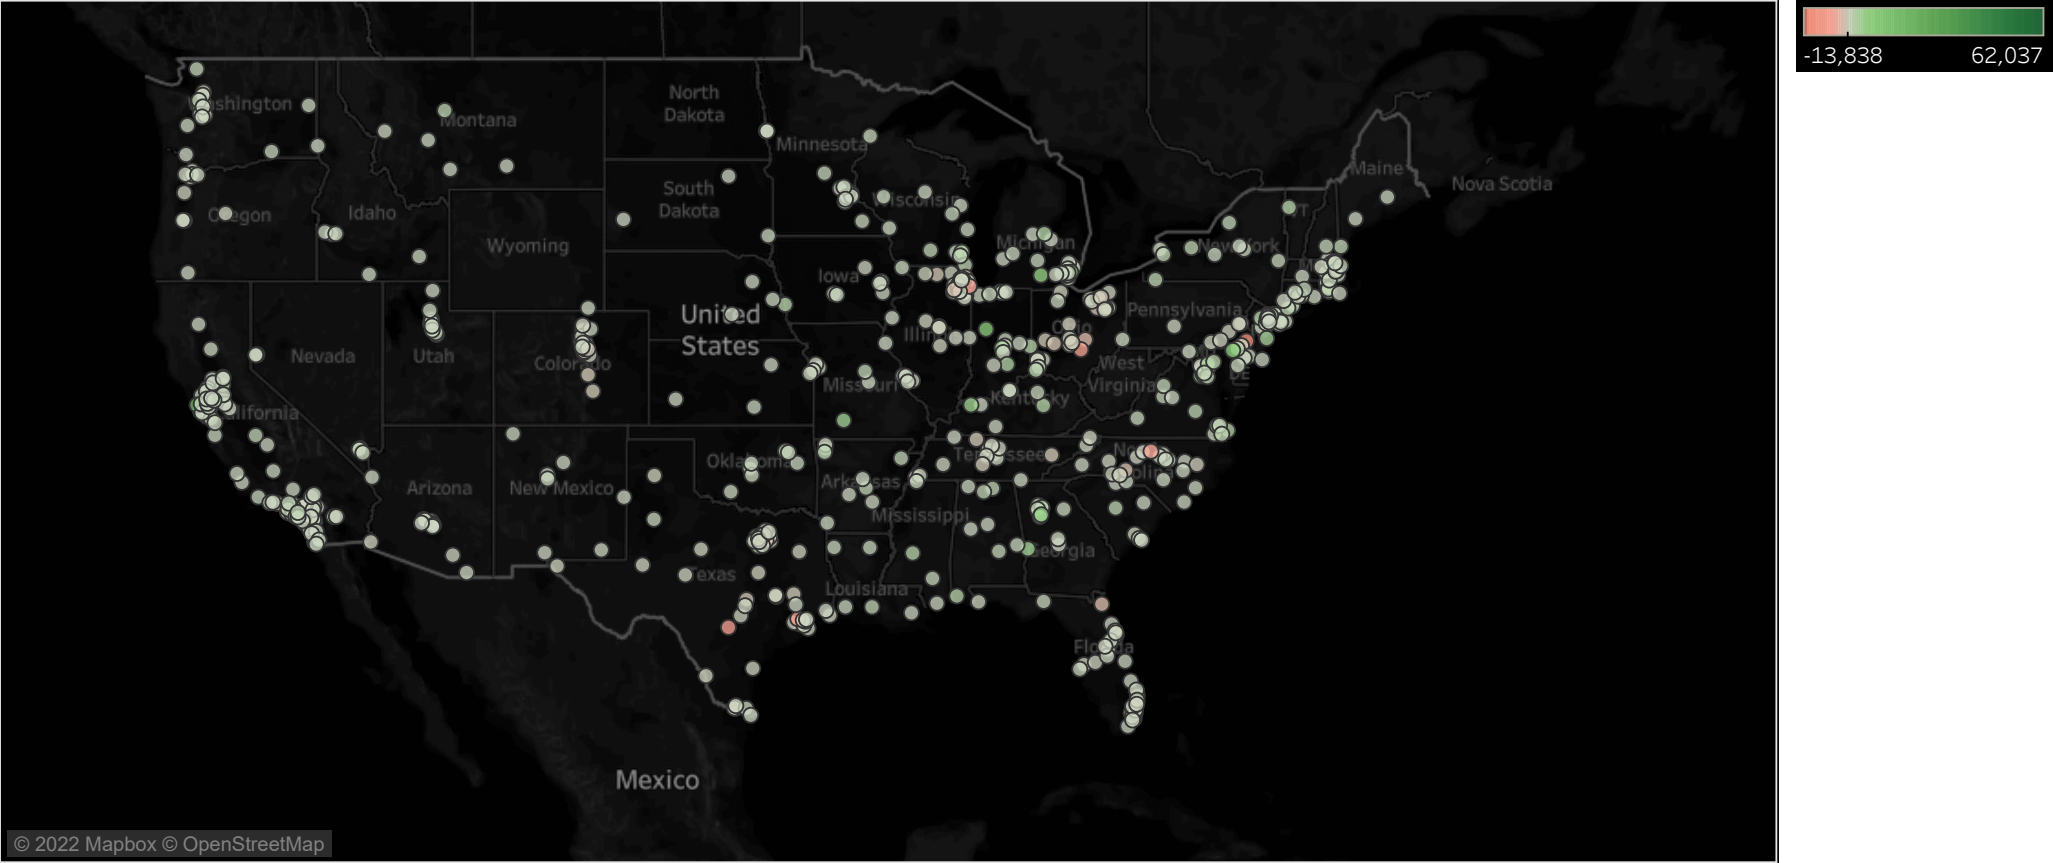 -13,838 62,037
North
Dakota
Montana
Minnesota
Maine
Nova Scotia
South
Dakota
Wisconsin
VT
Oregon
Idaho
Wyoming
Michigan
New York
Iowa
United
States
Pennsylvania
Ohio
Nevada
Utah
Colorado
Missouri
West
Virginia
DE
Kentucky
California
Oklahoma
Tennessee
Arizona
New Mexico
Arkansas
Mississippi
Georgia
Texas
Louisiana
Florida
Mexico
© 2022 Mapbox © OpenStreetMap